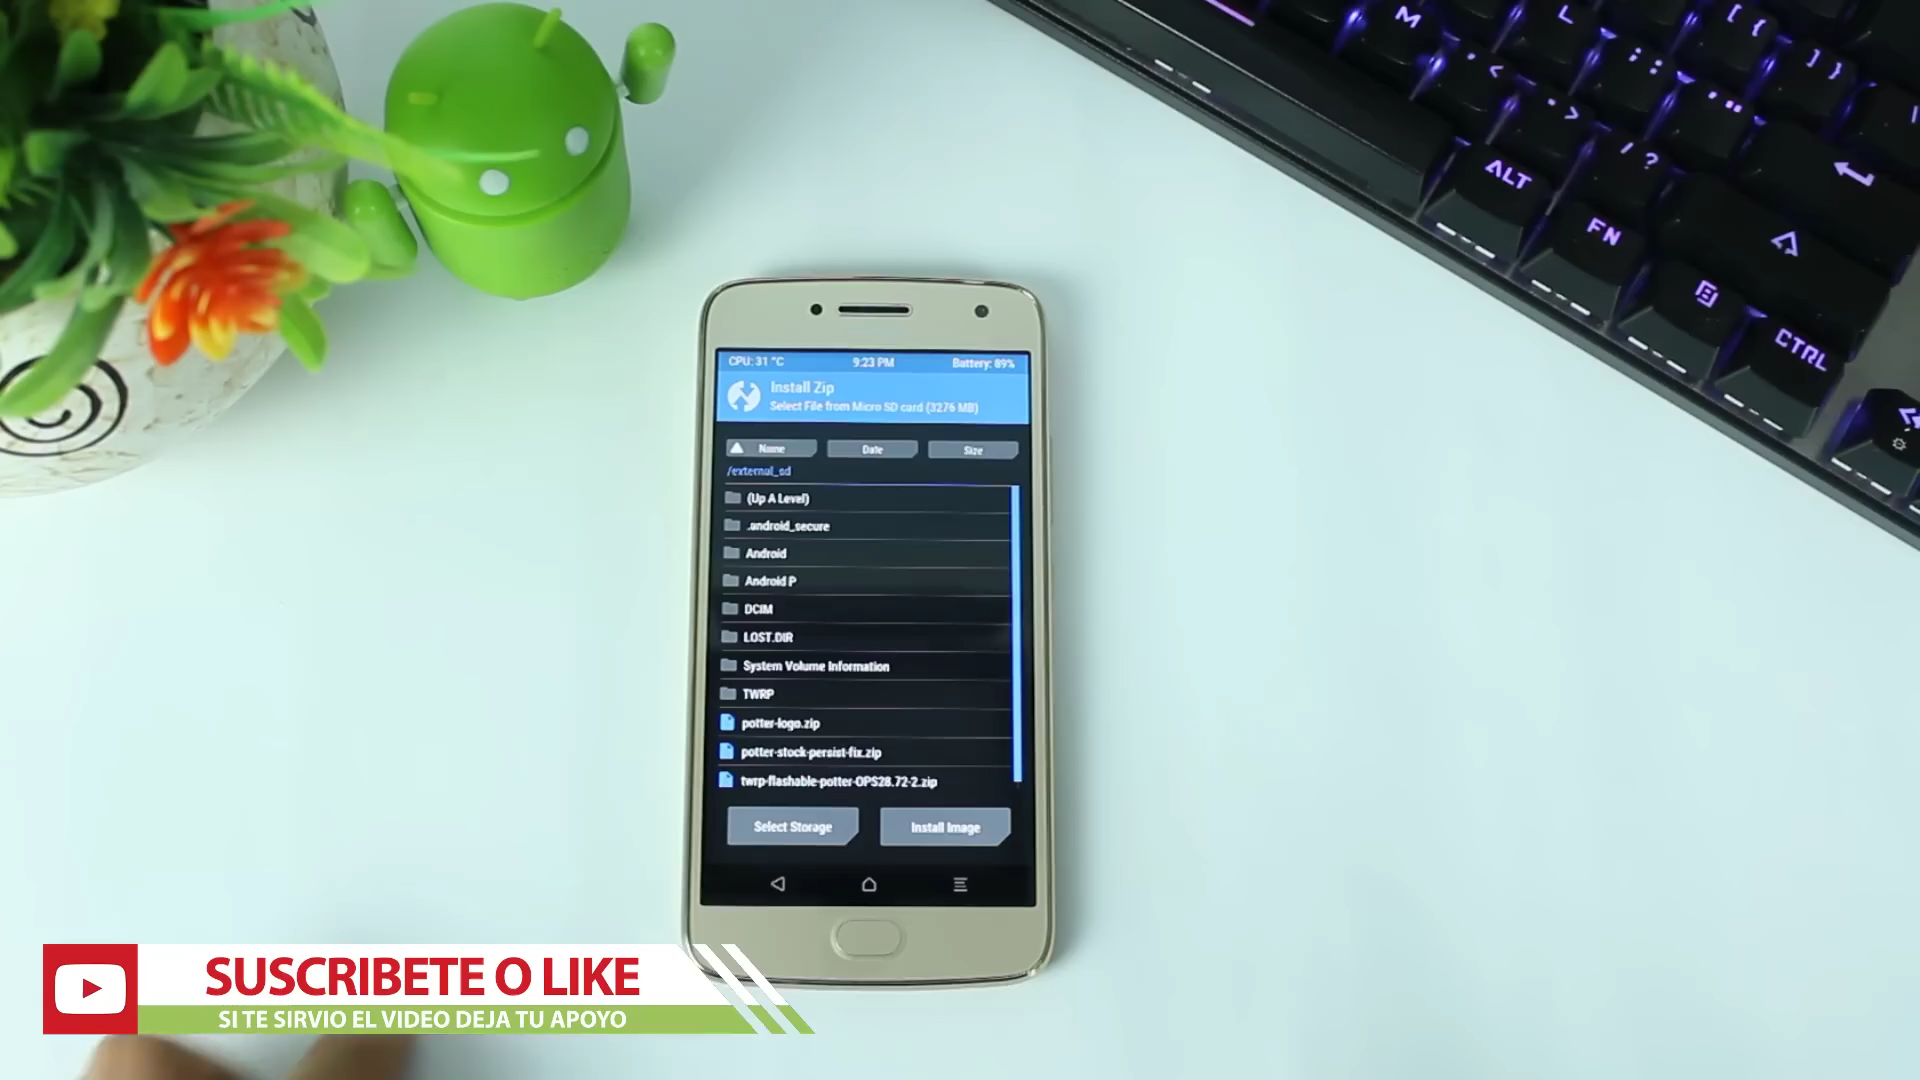 M
L
[ {
] }
, <
; :
. >
' "
/ ?
ALT
FN
CTRL
CPU: 31 °C
9:23 PM
Battery: 89%
Install Zip
Select File from Micro SD card (3276 MB)
Name
Date
Size
/external_sd
(Up A Level)
.android_secure
Android
Android P
DCIM
LOST.DIR
System Volume Information
TWRP
potter-logo.zip
potter-stock-persist-fix.zip
twrp-flashable-potter-OPS28.72-2.zip
Select Storage
Install Image
SUSCRIBETE O LIKE
SI TE SIRVIO EL VIDEO DEJA TU APOYO